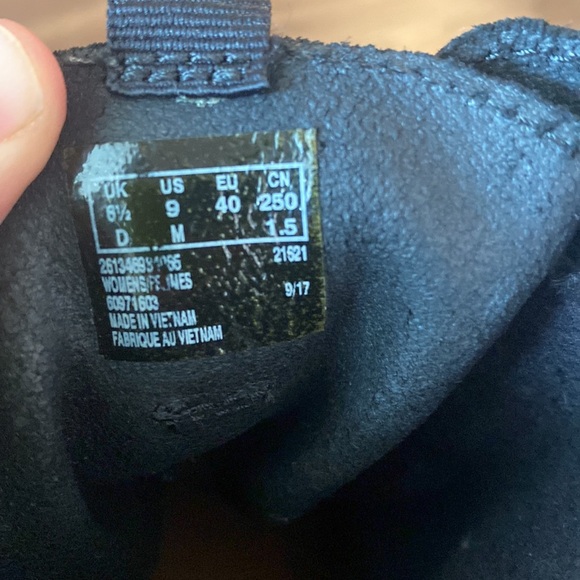 UK US EU CN
6½ 9 40 250
D M 1.5
21621
WOMENS/FEMMES 9/17
60971603
MADE IN VIETNAM
FABRIQUE AU VIETNAM